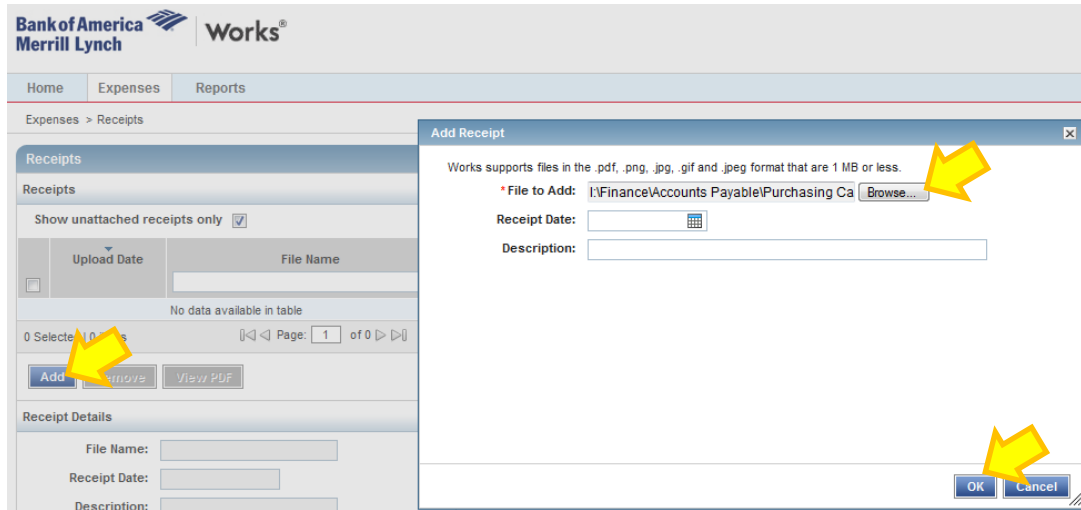 Bank of America
Merrill Lynch
Works®
Home Expenses Reports
Expenses > Receipts
Receipts
Receipts
Show unattached receipts only
Upload Date File Name
No data available in table
0 Selected
Page: 1 of 0
Add View PDF
Receipt Details
File Name:
Receipt Date:
Description:
Add Receipt
Works supports files in the .pdf, .png, .jpg, .gif and .jpeg format that are 1 MB or less.
*File to Add: I:\Finance\Accounts Payable\Purchasing Ca Browse...
Receipt Date:
Description:
OK Cancel